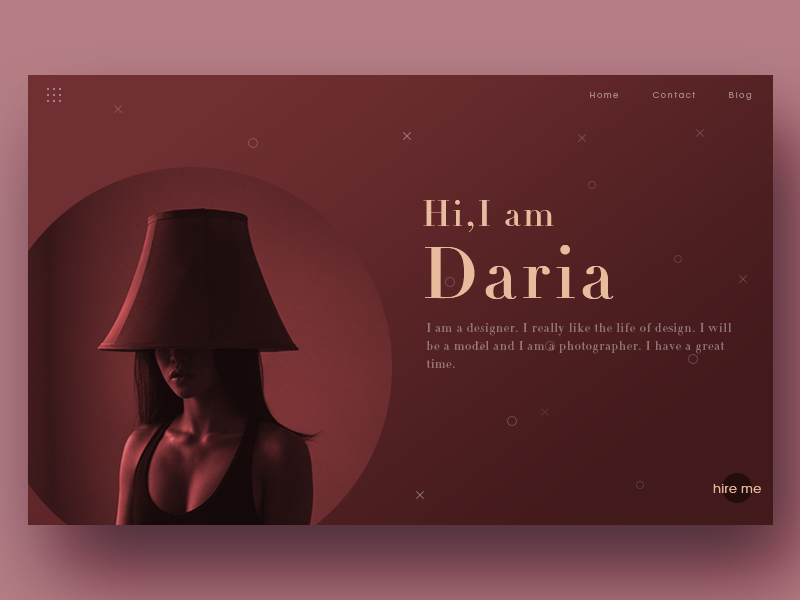 Home Contact Blog
Hi,I am
Daria
I am a designer. I really like the life of design. I will
be a model and I am a photographer. I have a great
time.
hire me